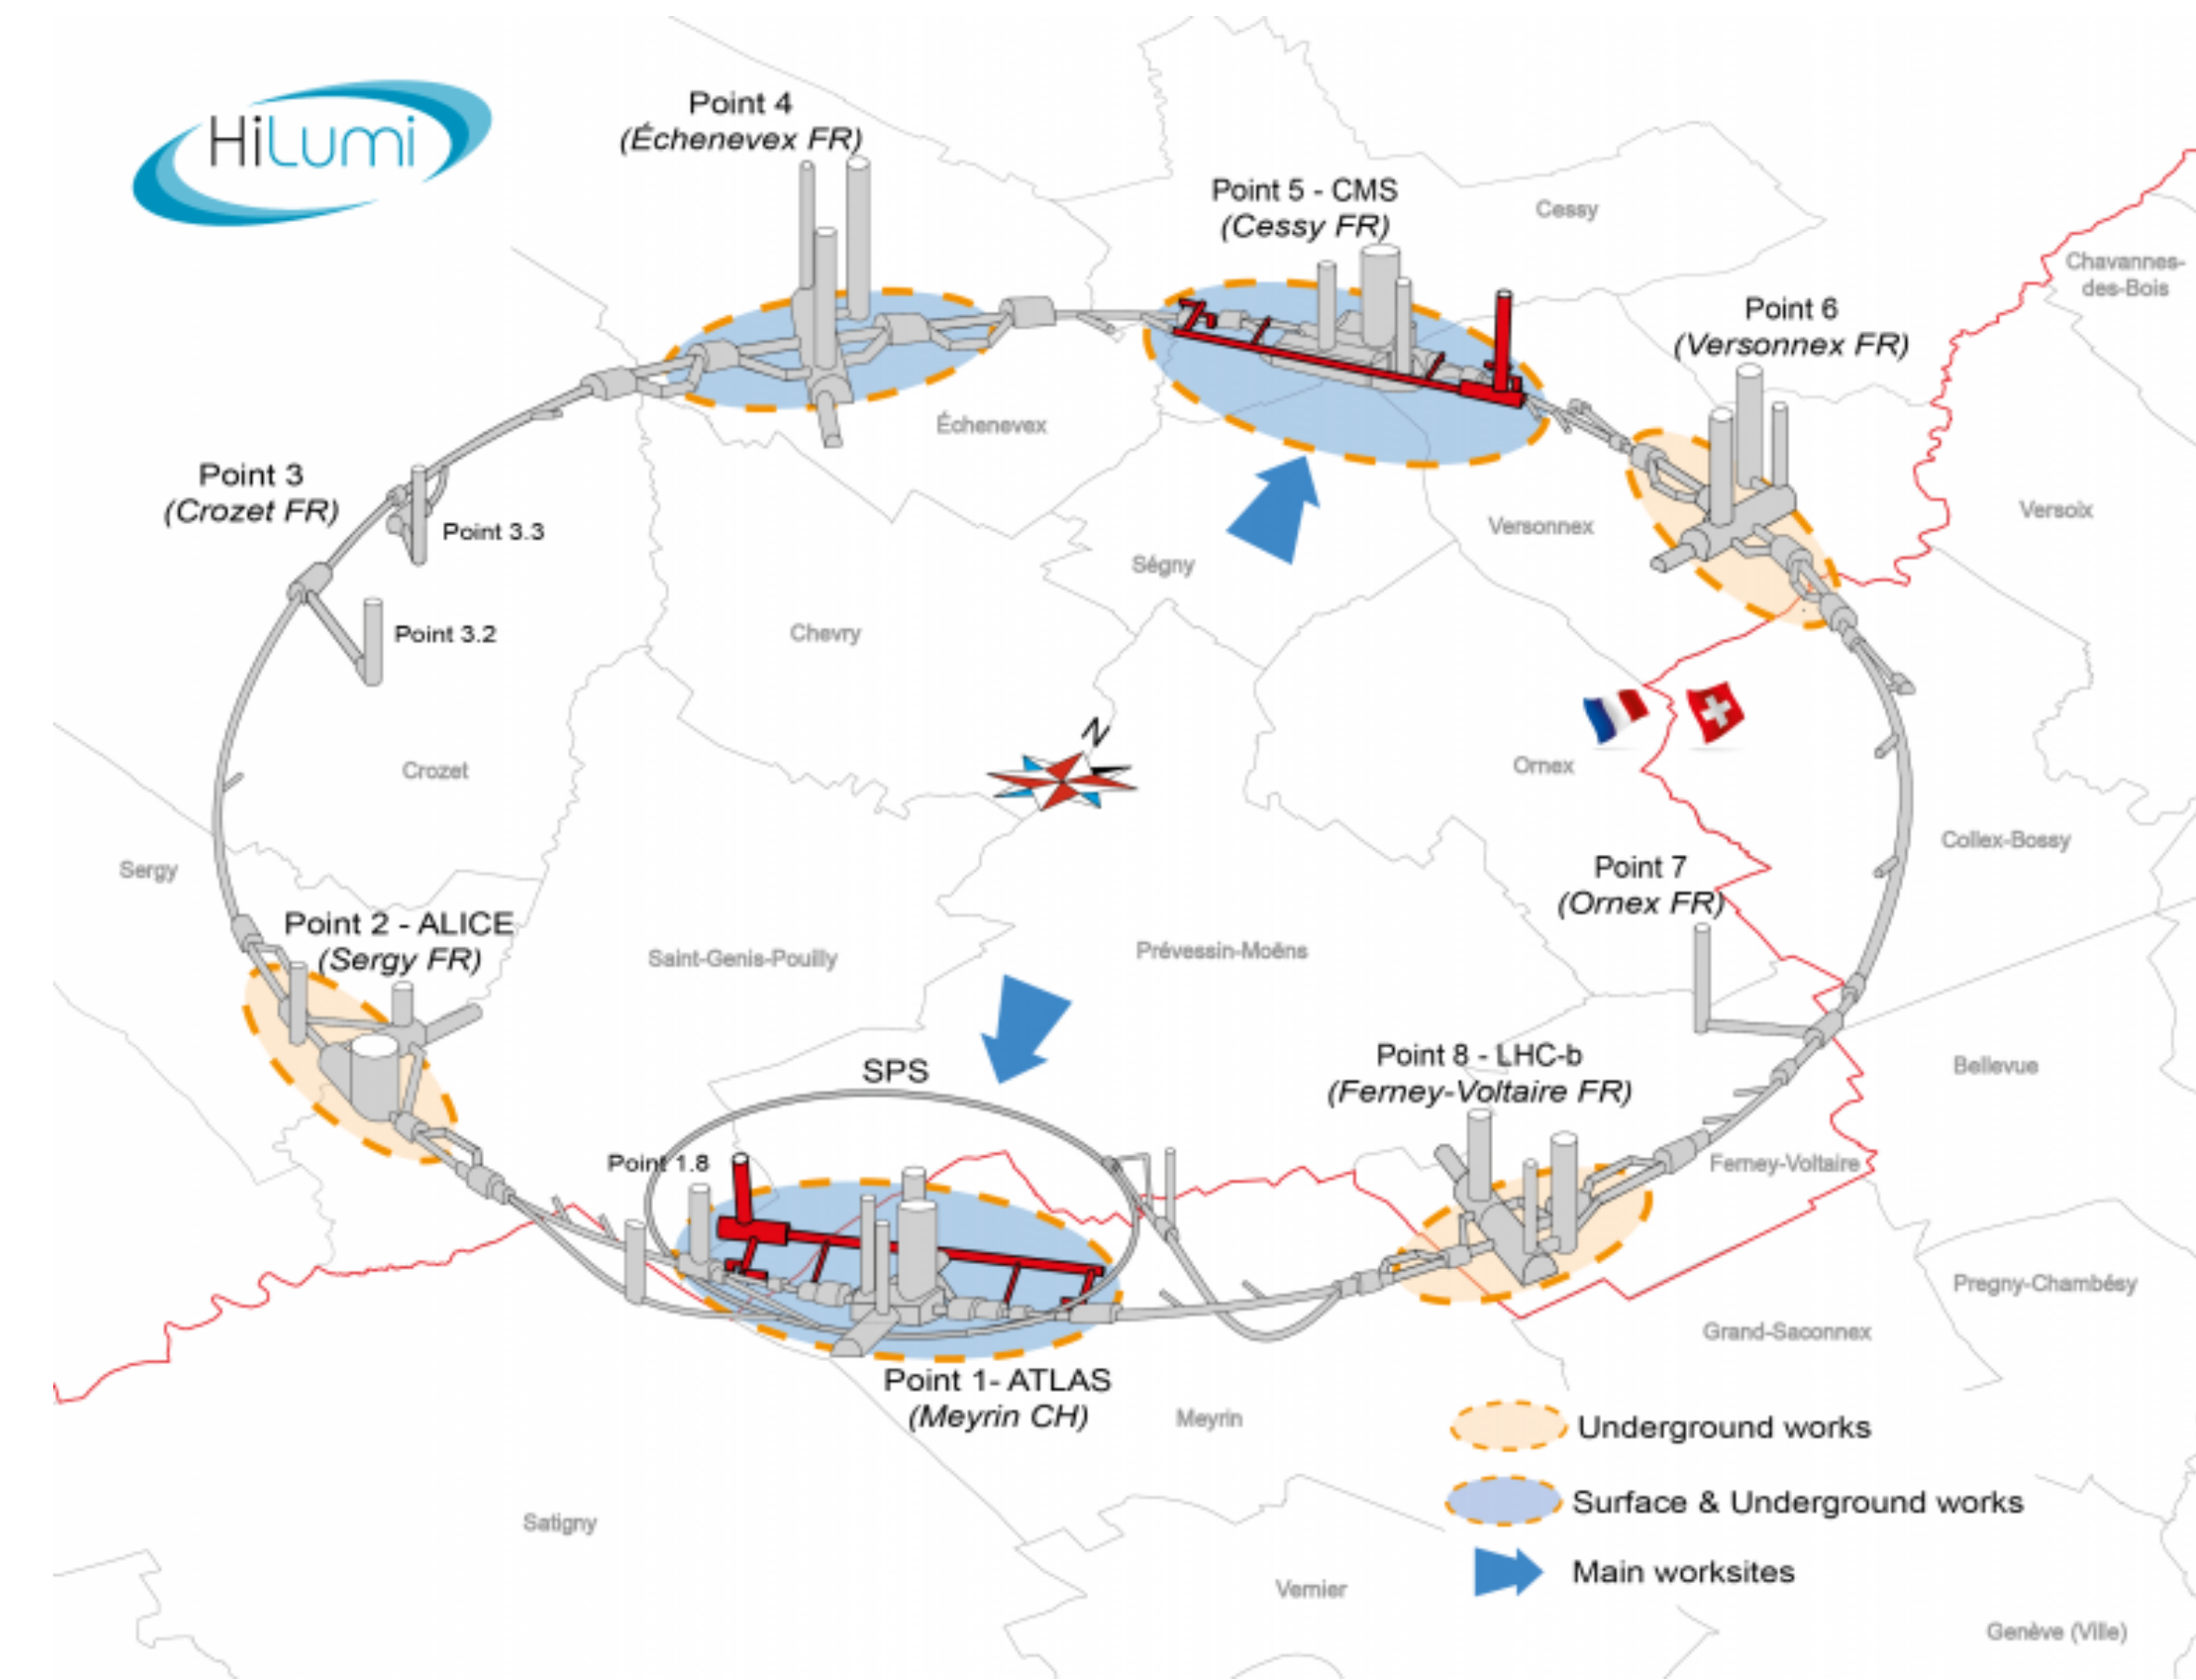 HiLumi
Point 4
(Échenevex FR)
Point 5 - CMS
(Cessy FR)
Cessy
Chavannes-
des-Bois
Point 6
(Versonnex FR)
Échenevex
Point 3
(Crozet FR)
Point 3.3
Versonnex
Versoix
Ségny
Point 3.2
Chevry
N
Crozet
Ornex
Collex-Bossy
Sergy
Point 7
(Ornex FR)
Point 2 - ALICE
(Sergy FR)
Saint-Genis-Pouilly
Prévessin-Moëns
SPS
Point 8 - LHC-b
(Ferney-Voltaire FR)
Bellevue
Point 1.8
Ferney-Voltaire
Pregny-Chambésy
Grand-Saconnex
Point 1- ATLAS
(Meyrin CH)
Meyrin
Underground works
Satigny
Surface & Underground works
Vernier
Main worksites
Genève (Ville)